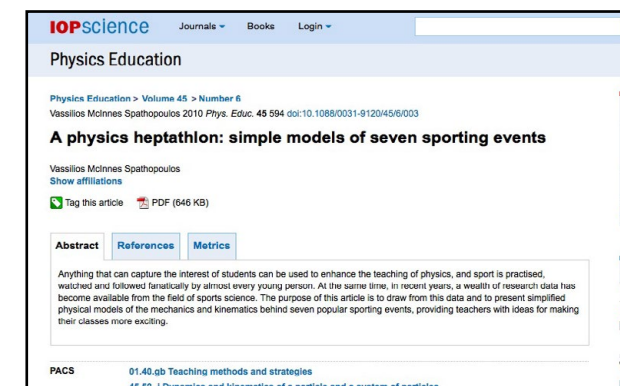 IOPscience Journals Books Login
Physics Education
Physics Education > Volume 45 > Number 6
Vassilios McInnes Spathopoulos 2010 Phys. Educ. 45 594 doi:10.1088/0031-9120/45/6/003
A physics heptathlon: simple models of seven sporting events
Vassilios McInnes Spathopoulos
Show affiliations
Tag this article PDF (646 KB)
Abstract References Metrics
Anything that can capture the interest of students can be used to enhance the teaching of physics, and sport is practised,
watched and followed fanatically by almost every young person. At the same time, in recent years, a wealth of research data has
become available from the field of sports science. The purpose of this article is to draw from this data and to present simplified
physical models of the mechanics and kinematics behind seven popular sporting events, providing teachers with ideas for making
their classes more exciting.
PACS 01.40.gb Teaching methods and strategies